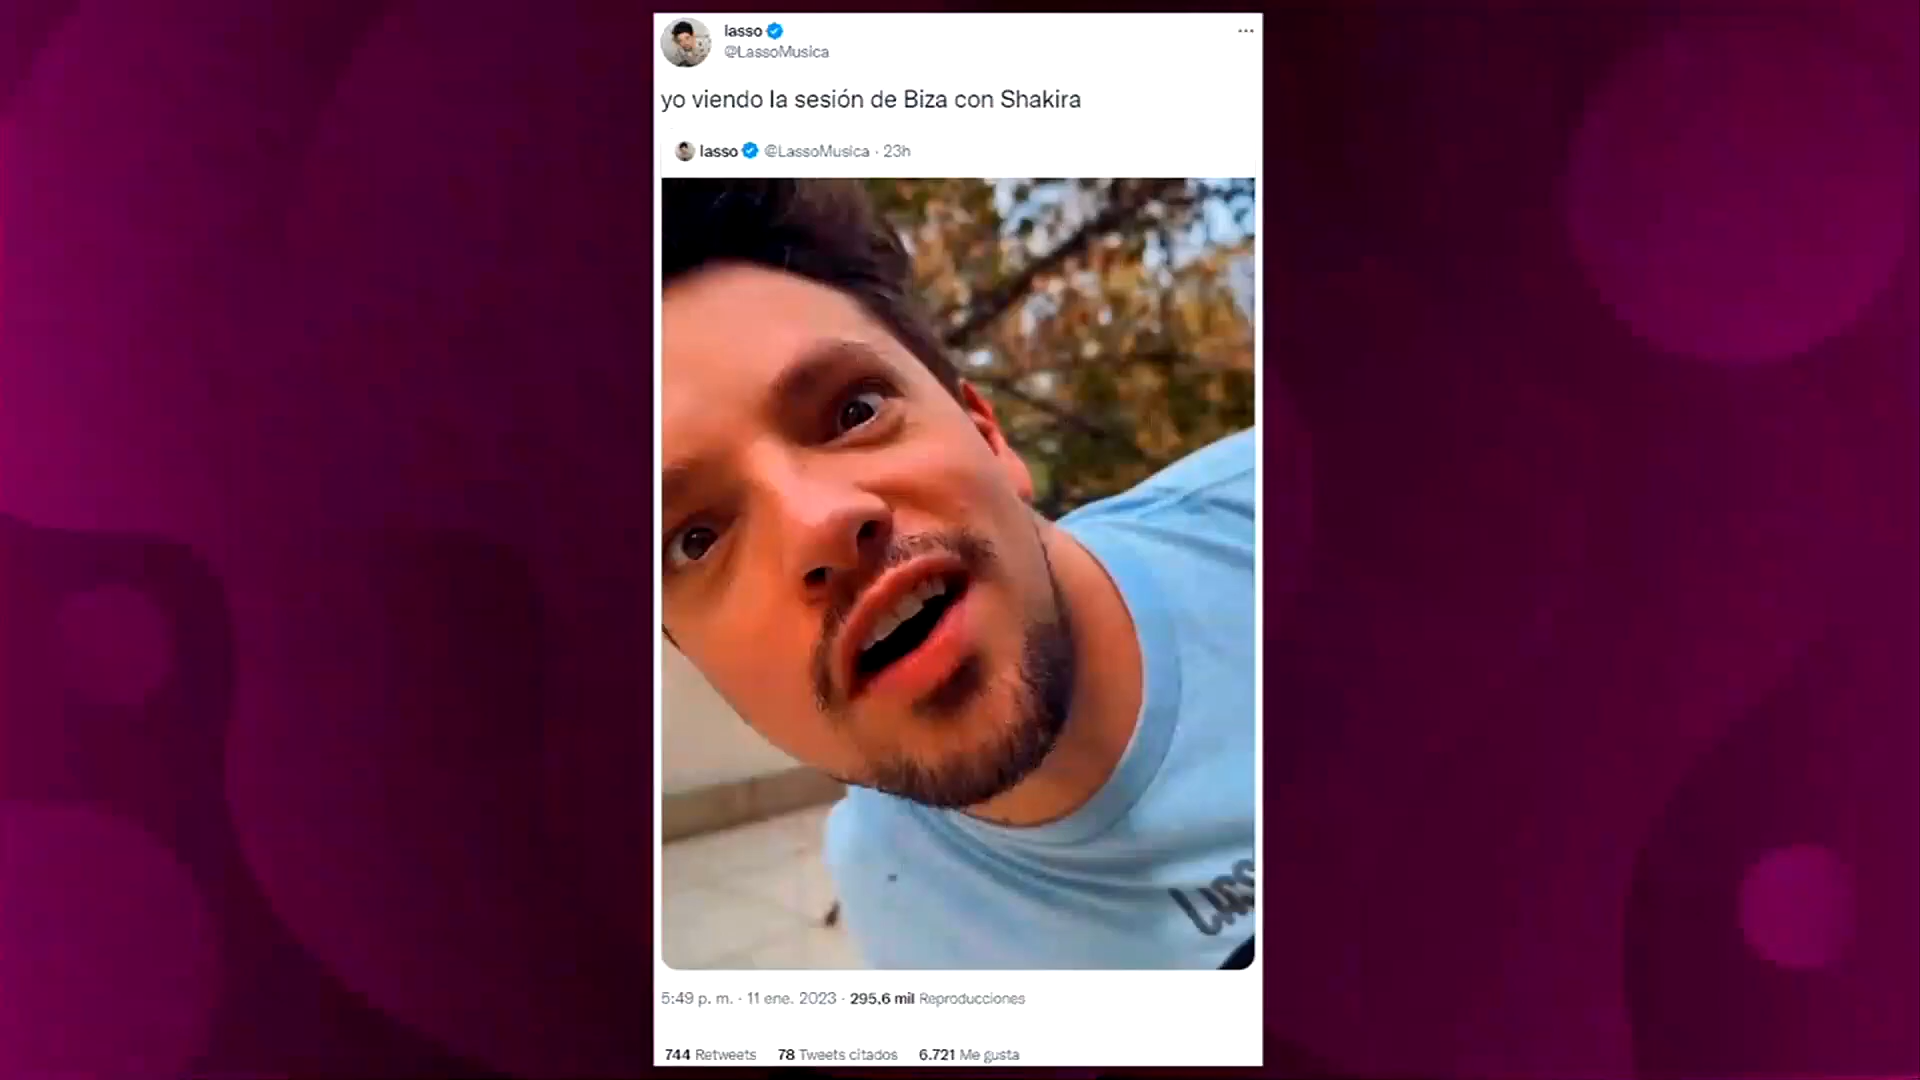 lasso
@LassoMusica
yo viendo la sesión de Biza con Shakira
lasso @LassoMusica · 23h
5:49 p. m. · 11 ene. 2023 · 295,6 mil Reproducciones
744 Retweets 78 Tweets citados 6.721 Me gusta